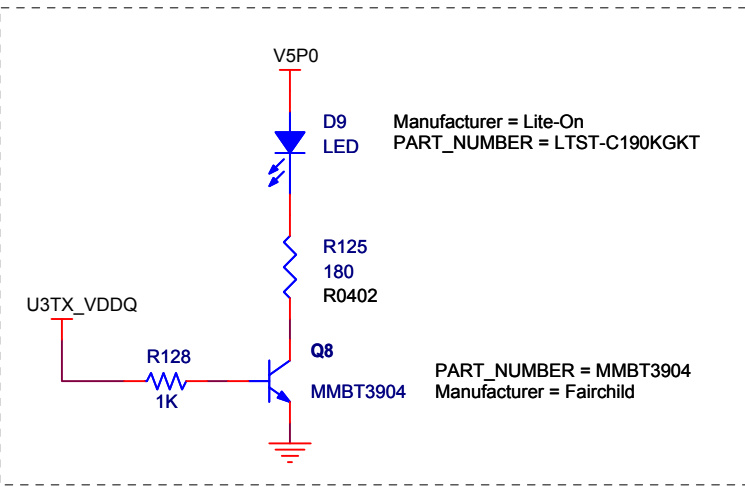 V5P0
D9
LED
Manufacturer = Lite-On
PART_NUMBER = LTST-C190KGKT
R125
180
R0402
U3TX_VDDQ
R128
1K
Q8
MMBT3904
PART_NUMBER = MMBT3904
Manufacturer = Fairchild